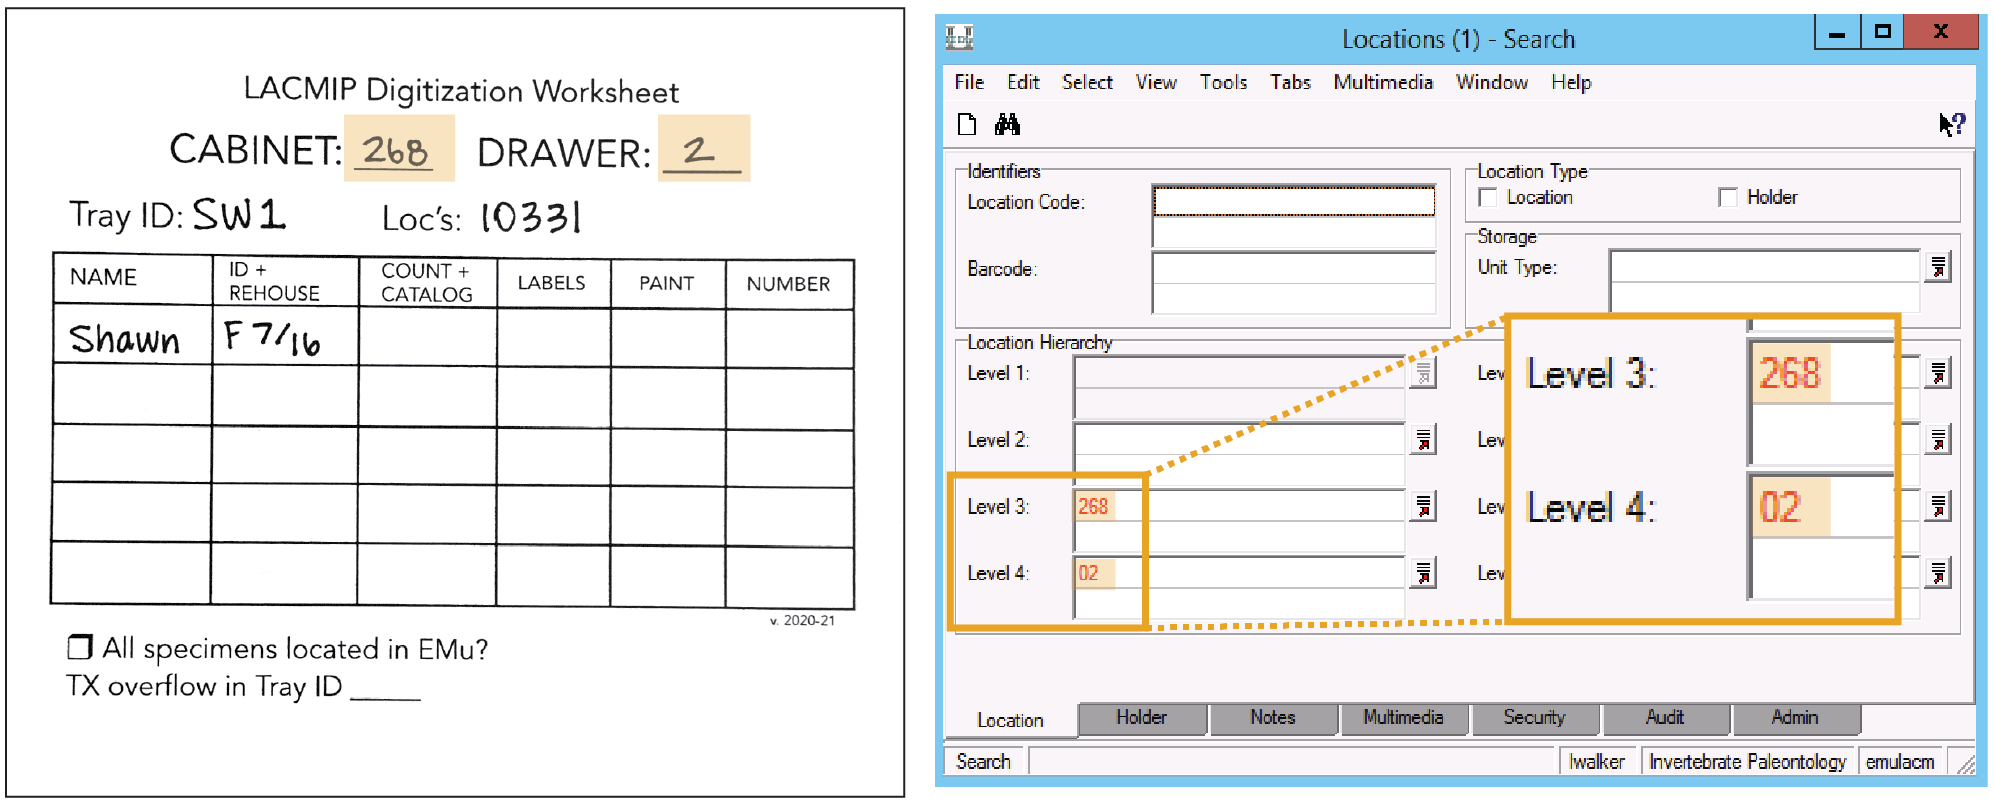 LACMIP Digitization Worksheet
CABINET: 268 DRAWER: 2
Tray ID: SW1 Loc's: 10331
NAME ID + REHOUSE COUNT + CATALOG LABELS PAINT NUMBER
Shawn F 7/16
v. 2020-21
All specimens located in EMu?
TX overflow in Tray ID _____
Locations (1) - Search
File Edit Select View Tools Tabs Multimedia Window Help
Identifiers
Location Code:
Barcode:
Location Type
Location Holder
Storage
Unit Type:
Location Hierarchy
Level 1: Lev
Level 2: Lev
Level 3: 268 Lev
Level 4: 02 Lev
Level 3: 268
Level 4: 02
Location Holder Notes Multimedia Security Audit Admin
Search lwalker Invertebrate Paleontology emulacm